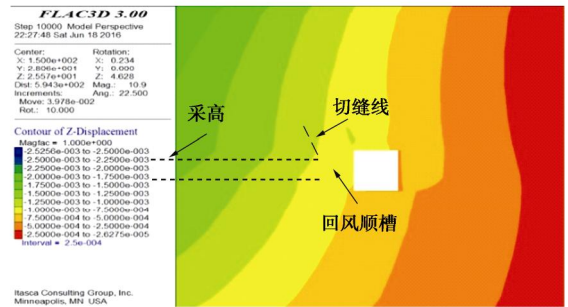 FLAC3D 3.00
Step 10000 Model Perspective
22:27:48 Sat Jun 18 2016
Center:
X: 1.500e+002
Y: 2.806e+001
Z: 2.557e+001
Dist: 5.943e+002
Increments:
Move: 3.978e-002
Rot.: 10.000
Rotation:
X: 0.234
Y: 0.000
Z: 4.628
Mag.: 10.9
Ang.: 22.500
Contour of Z-Displacement
Magfac = 1.000e+000
-2.5256e-003 to -2.5000e-003
-2.5000e-003 to -2.2500e-003
-2.2500e-003 to -2.0000e-003
-2.0000e-003 to -1.7500e-003
-1.7500e-003 to -1.5000e-003
-1.5000e-003 to -1.2500e-003
-1.2500e-003 to -1.0000e-003
-1.0000e-003 to -7.5000e-004
-7.5000e-004 to -5.0000e-004
-5.0000e-004 to -2.5000e-004
-2.5000e-004 to -2.6275e-005
Interval = 2.5e-004
采高
切缝线
回风顺槽
Itasca Consulting Group, Inc.
Minneapolis, MN USA